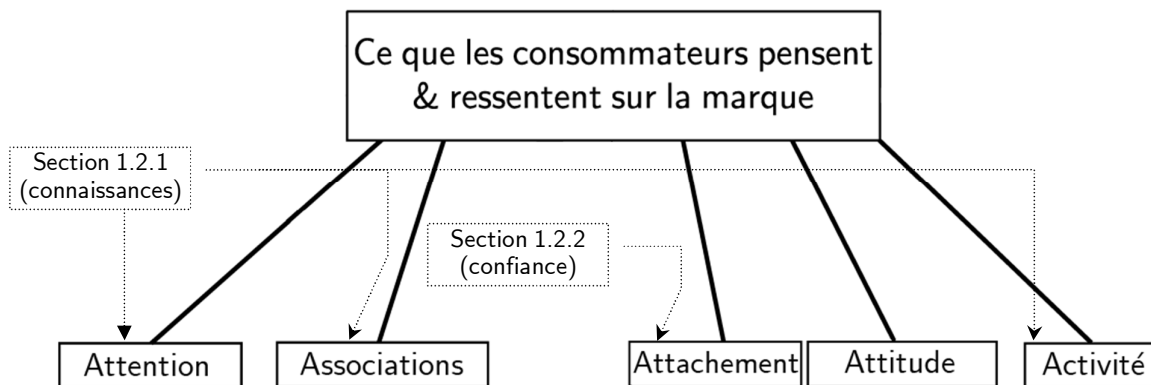 Ce que les consommateurs pensent
& ressentent sur la marque
Section 1.2.1
(connaissances)
Section 1.2.2
(confiance)
Attention
Associations
Attachement
Attitude
Activité